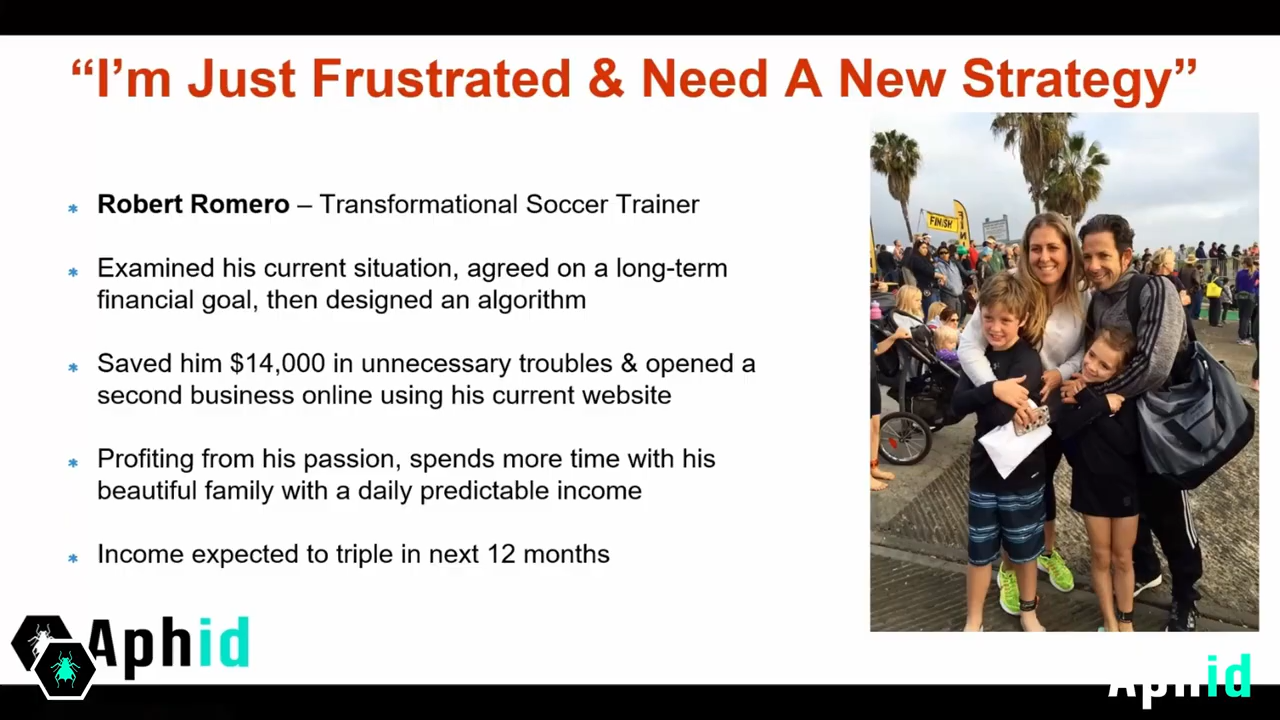 “I’m Just Frustrated & Need A New Strategy”
* Robert Romero – Transformational Soccer Trainer
* Examined his current situation, agreed on a long-term
financial goal, then designed an algorithm
* Saved him $14,000 in unnecessary troubles & opened a
second business online using his current website
* Profiting from his passion, spends more time with his
beautiful family with a daily predictable income
* Income expected to triple in next 12 months
FINISH
Aphid
Aphid